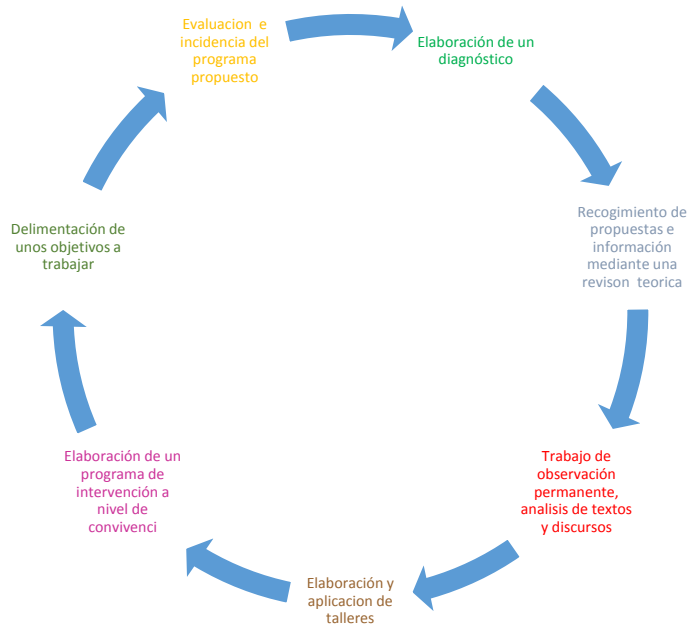 Evaluacion e
incidencia del
programa
propuesto
Elaboración de un
diagnóstico
Recogimiento de
propuestas e
información
mediante una
revison teorica
Trabajo de
observación
permanente,
analisis de textos
y discursos
Elaboración y
aplicacion de
talleres
Elaboración de un
programa de
intervención a
nivel de
convivenci
Delimentación de
unos objetivos a
trabajar